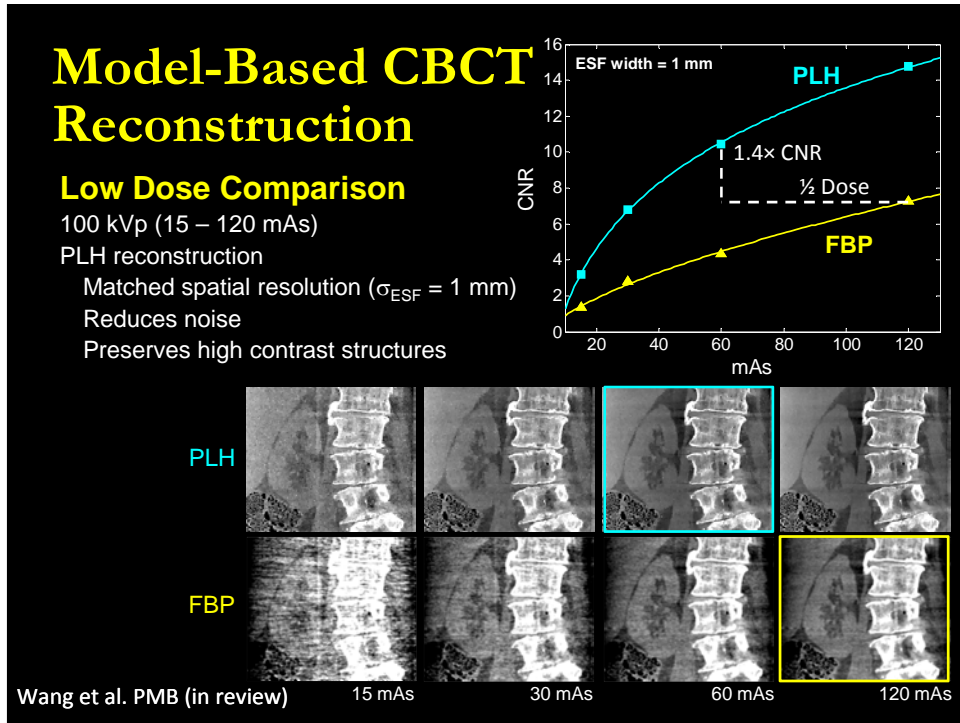 Model-Based CBCT
Reconstruction
Low Dose Comparison
100 kVp (15 – 120 mAs)
PLH reconstruction
Matched spatial resolution (σESF = 1 mm)
Reduces noise
Preserves high contrast structures
ESF width = 1 mm
PLH
1.4× CNR
½ Dose
FBP
CNR
16
14
12
10
8
6
4
2
0
20 40 60 80 100 120
mAs
PLH
FBP
15 mAs 30 mAs 60 mAs 120 mAs
Wang et al. PMB (in review)